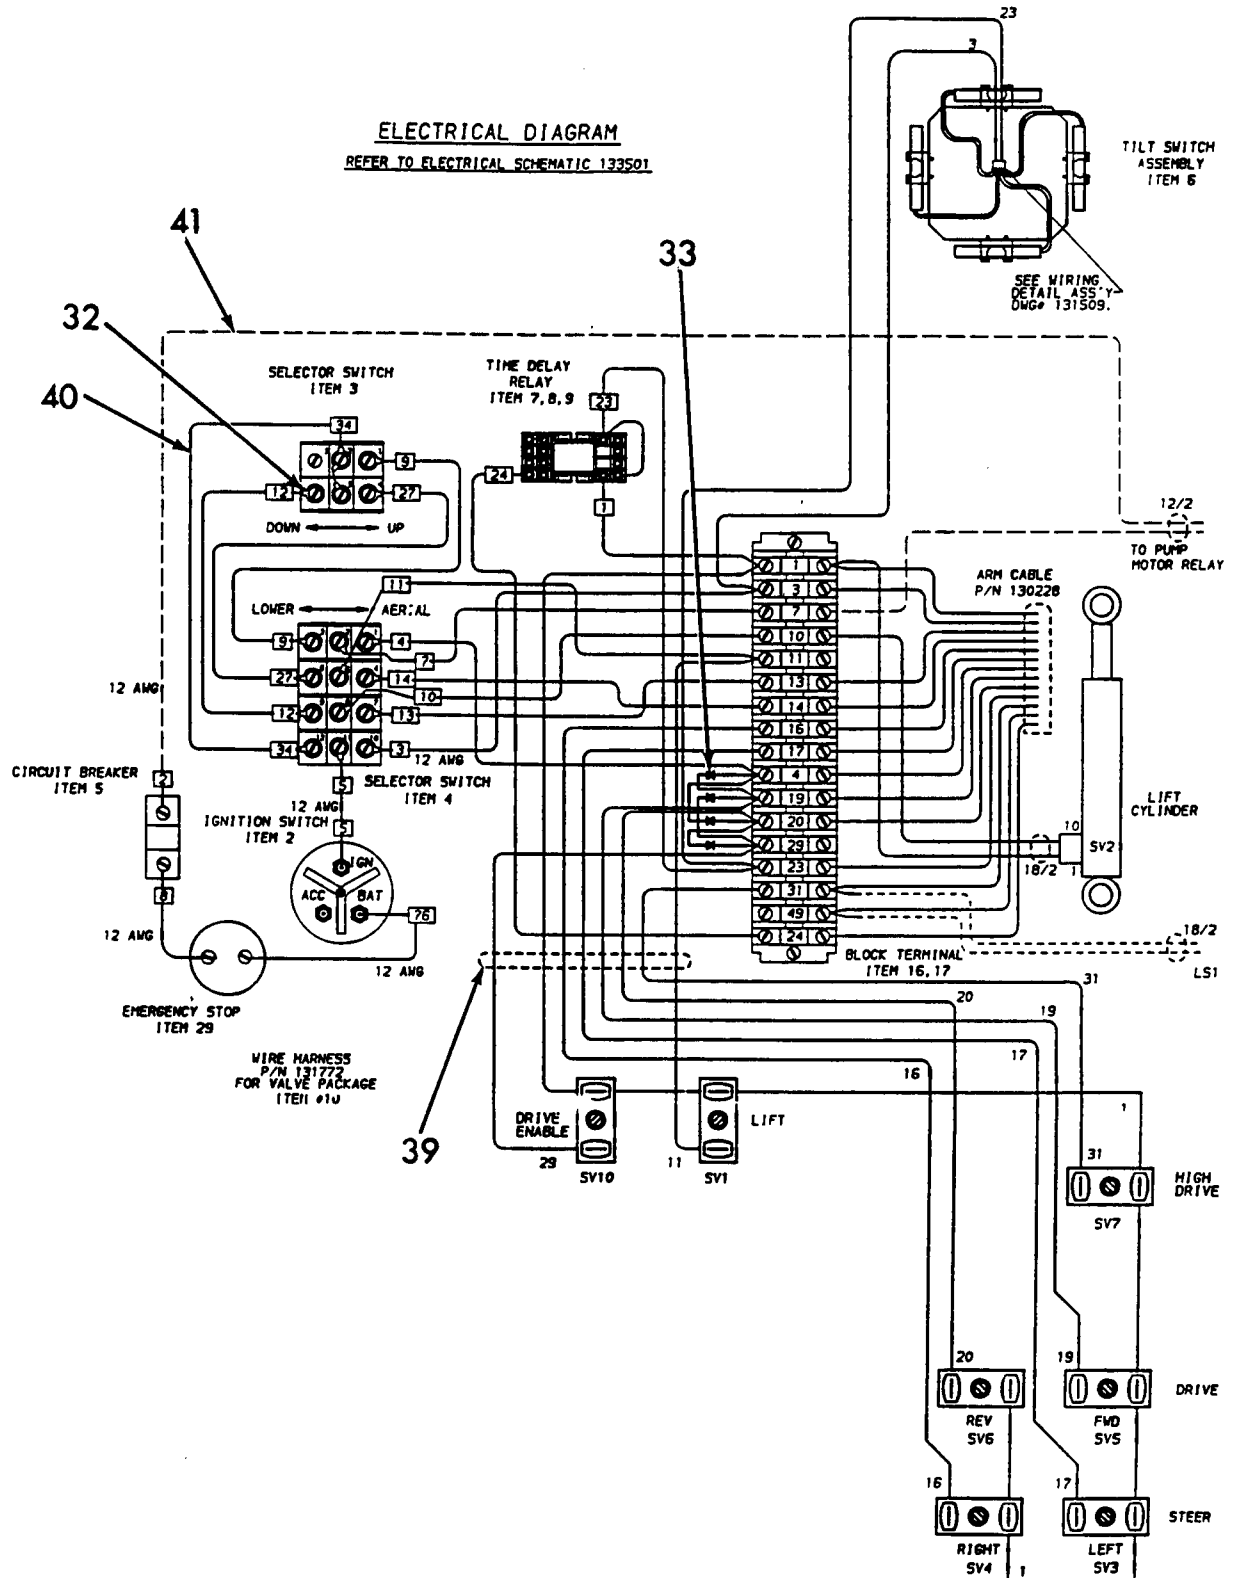 23
3
ELECTRICAL DIAGRAM
REFER TO ELECTRICAL SCHEMATIC 133501
TILT SWITCH
ASSEMBLY
ITEM 6
SEE WIRING
DETAIL ASS'Y
DWG# 131509.
41
33
32
40
SELECTOR SWITCH
ITEM 3
TIME DELAY
RELAY
ITEM 7,8,9
34
23
9
24
12
27
1
DOWN
UP
12/2
TO PUMP
MOTOR RELAY
ARM CABLE
P/N 130228
11
LOWER
AERIAL
9
4
7
27
14
10
12
13
34
3
12 AWG
12 AWG
1
3
7
10
11
13
14
16
17
4
19
20
29
23
31
49
24
CIRCUIT BREAKER
ITEM 5
2
SELECTOR SWITCH
ITEM 4
5
12 AWG
IGNITION SWITCH
ITEM 2
5
IGN
ACC
BAT
76
8
12 AWG
12 AWG
EMERGENCY STOP
ITEM 29
LIFT
CYLINDER
10
SV2
18/2
1
18/2
LS1
BLOCK TERMINAL
ITEM 16,17
31
20
19
17
16
WIRE HARNESS
P/N 131772
FOR VALVE PACKAGE
ITEM #10
39
DRIVE
ENABLE
29
SV10
LIFT
11
SV1
1
31
HIGH
DRIVE
SV7
20
19
DRIVE
REV
SV6
FWD
SV5
16
17
STEER
RIGHT
SV4
1
LEFT
SV3